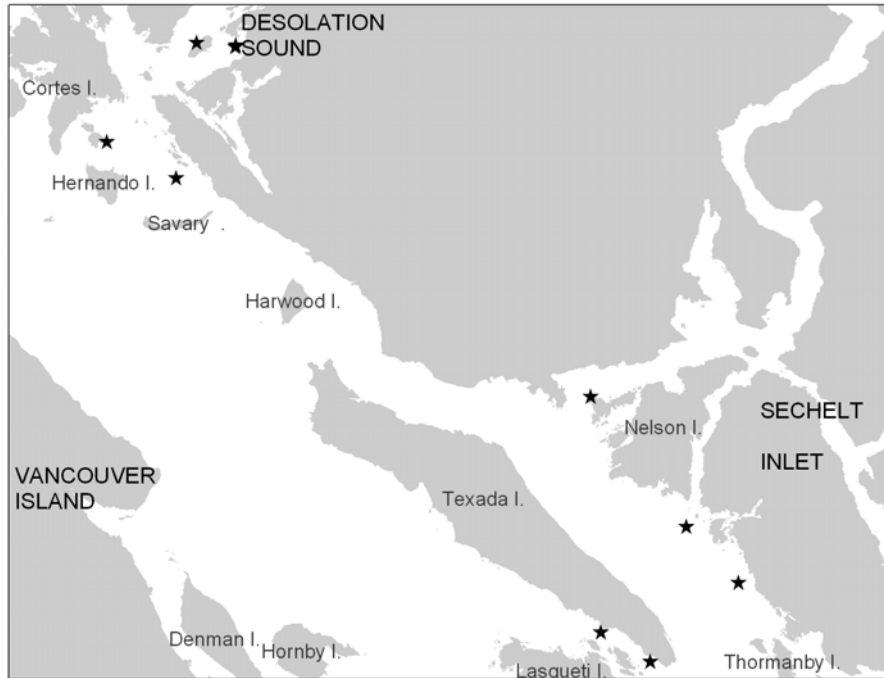 DESOLATION
SOUND
Cortes I.
Hernando I.
Savary .
Harwood I.
Nelson I.
SECHELT
INLET
VANCOUVER
ISLAND
Texada I.
Denman I.
Hornby I.
Lasqueti I.
Thormanby I.